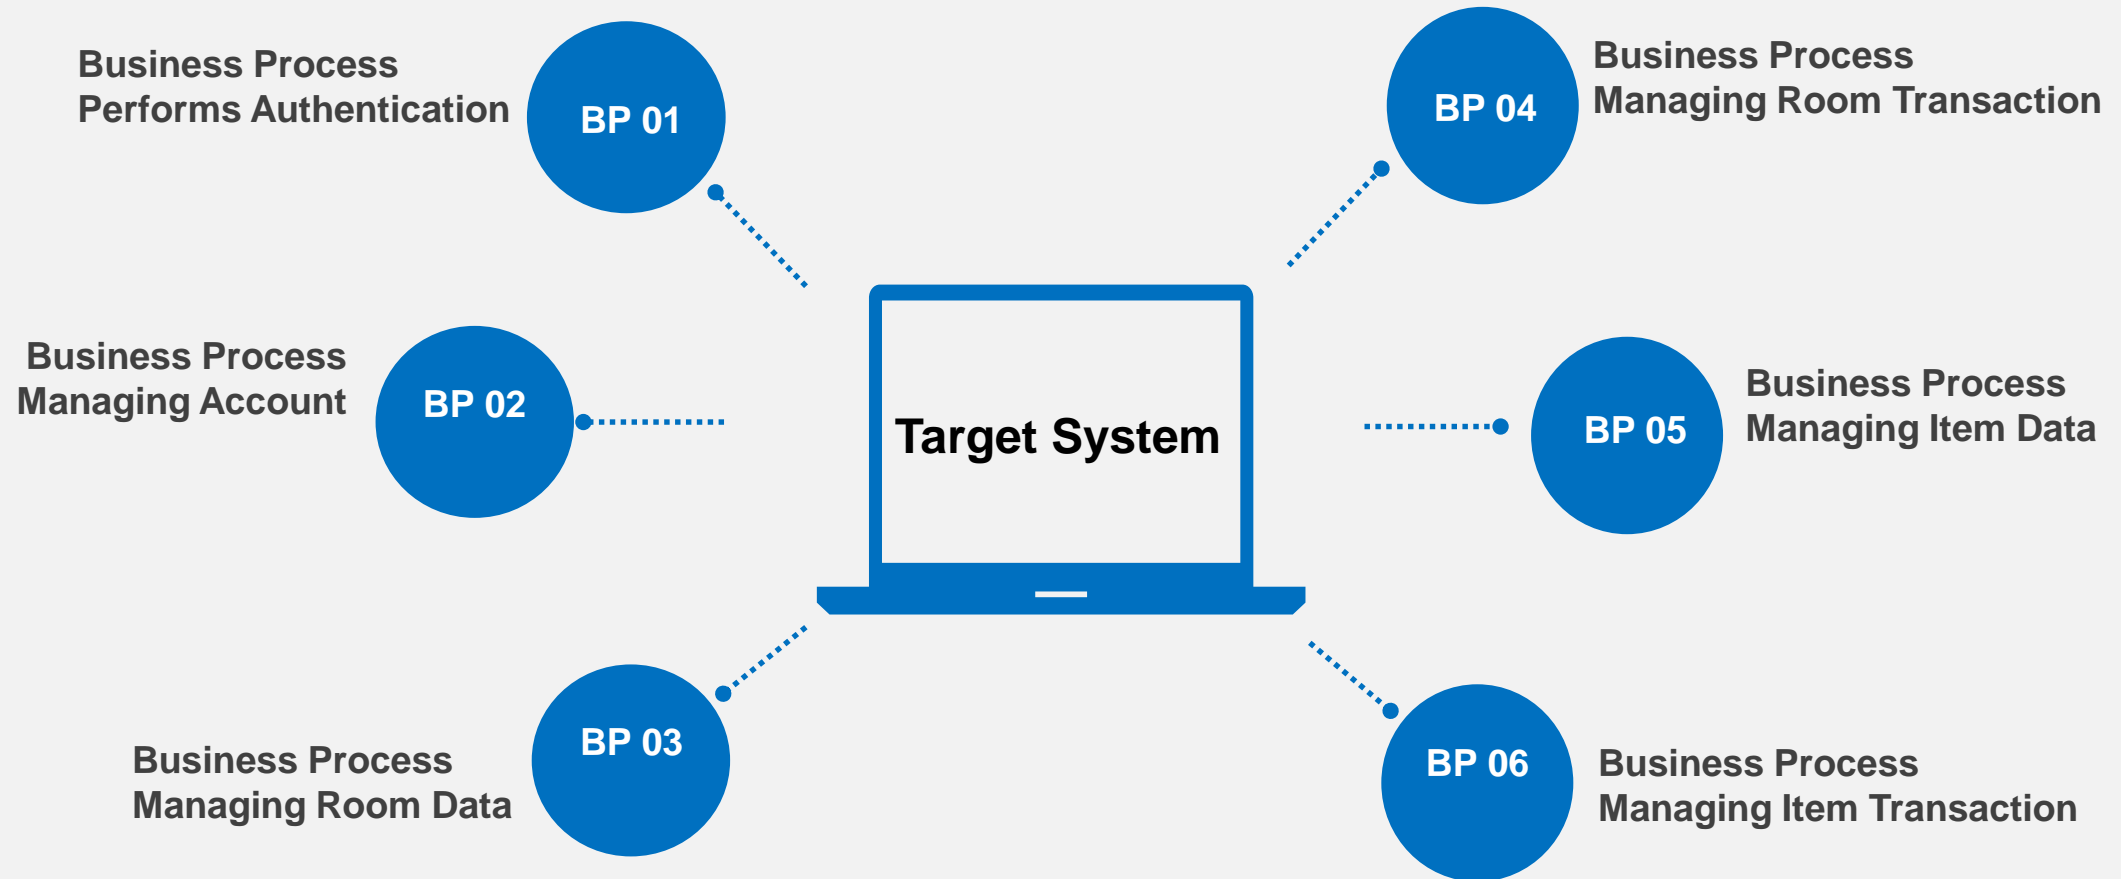 Business Process
Performs Authentication
BP 01
Business Process
Managing Account
BP 02
Business Process
Managing Room Data
BP 03
Target System
BP 04
Business Process
Managing Room Transaction
BP 05
Business Process
Managing Item Data
BP 06
Business Process
Managing Item Transaction